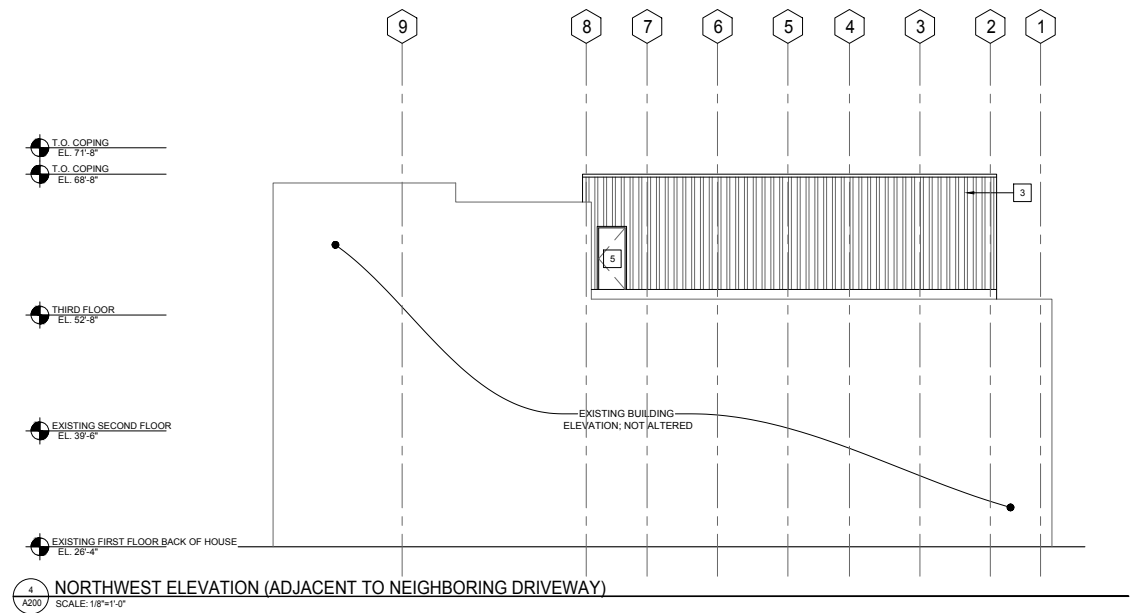 9 8 7 6 5 4 3 2 1
T.O. COPING
EL. 71'-8"
T.O. COPING
EL. 68'-8"
3
5
THIRD FLOOR
EL. 52'-8"
EXISTING BUILDING
ELEVATION; NOT ALTERED
EXISTING SECOND FLOOR
EL. 39'-6"
EXISTING FIRST FLOOR BACK OF HOUSE
EL. 26'-4"
4
A200
NORTHWEST ELEVATION (ADJACENT TO NEIGHBORING DRIVEWAY)
SCALE: 1/8"=1'-0"